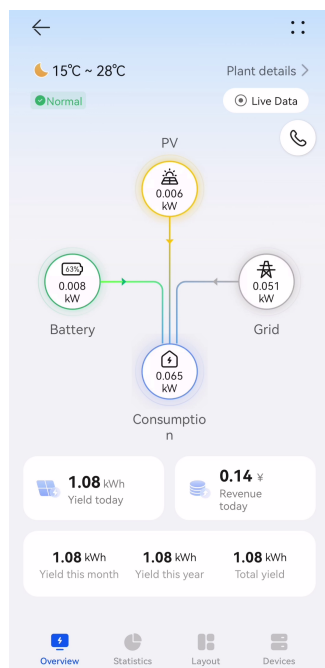 15℃ ~ 28℃
Plant details
Normal
Live Data
PV
0.006
kW
63%
0.008
kW
0.051
kW
Battery
Grid
0.065
kW
Consumptio
n
1.08 kWh
Yield today
0.14 ¥
Revenue
today
1.08 kWh
1.08 kWh
1.08 kWh
Yield this month
Yield this year
Total yield
Overview
Statistics
Layout
Devices